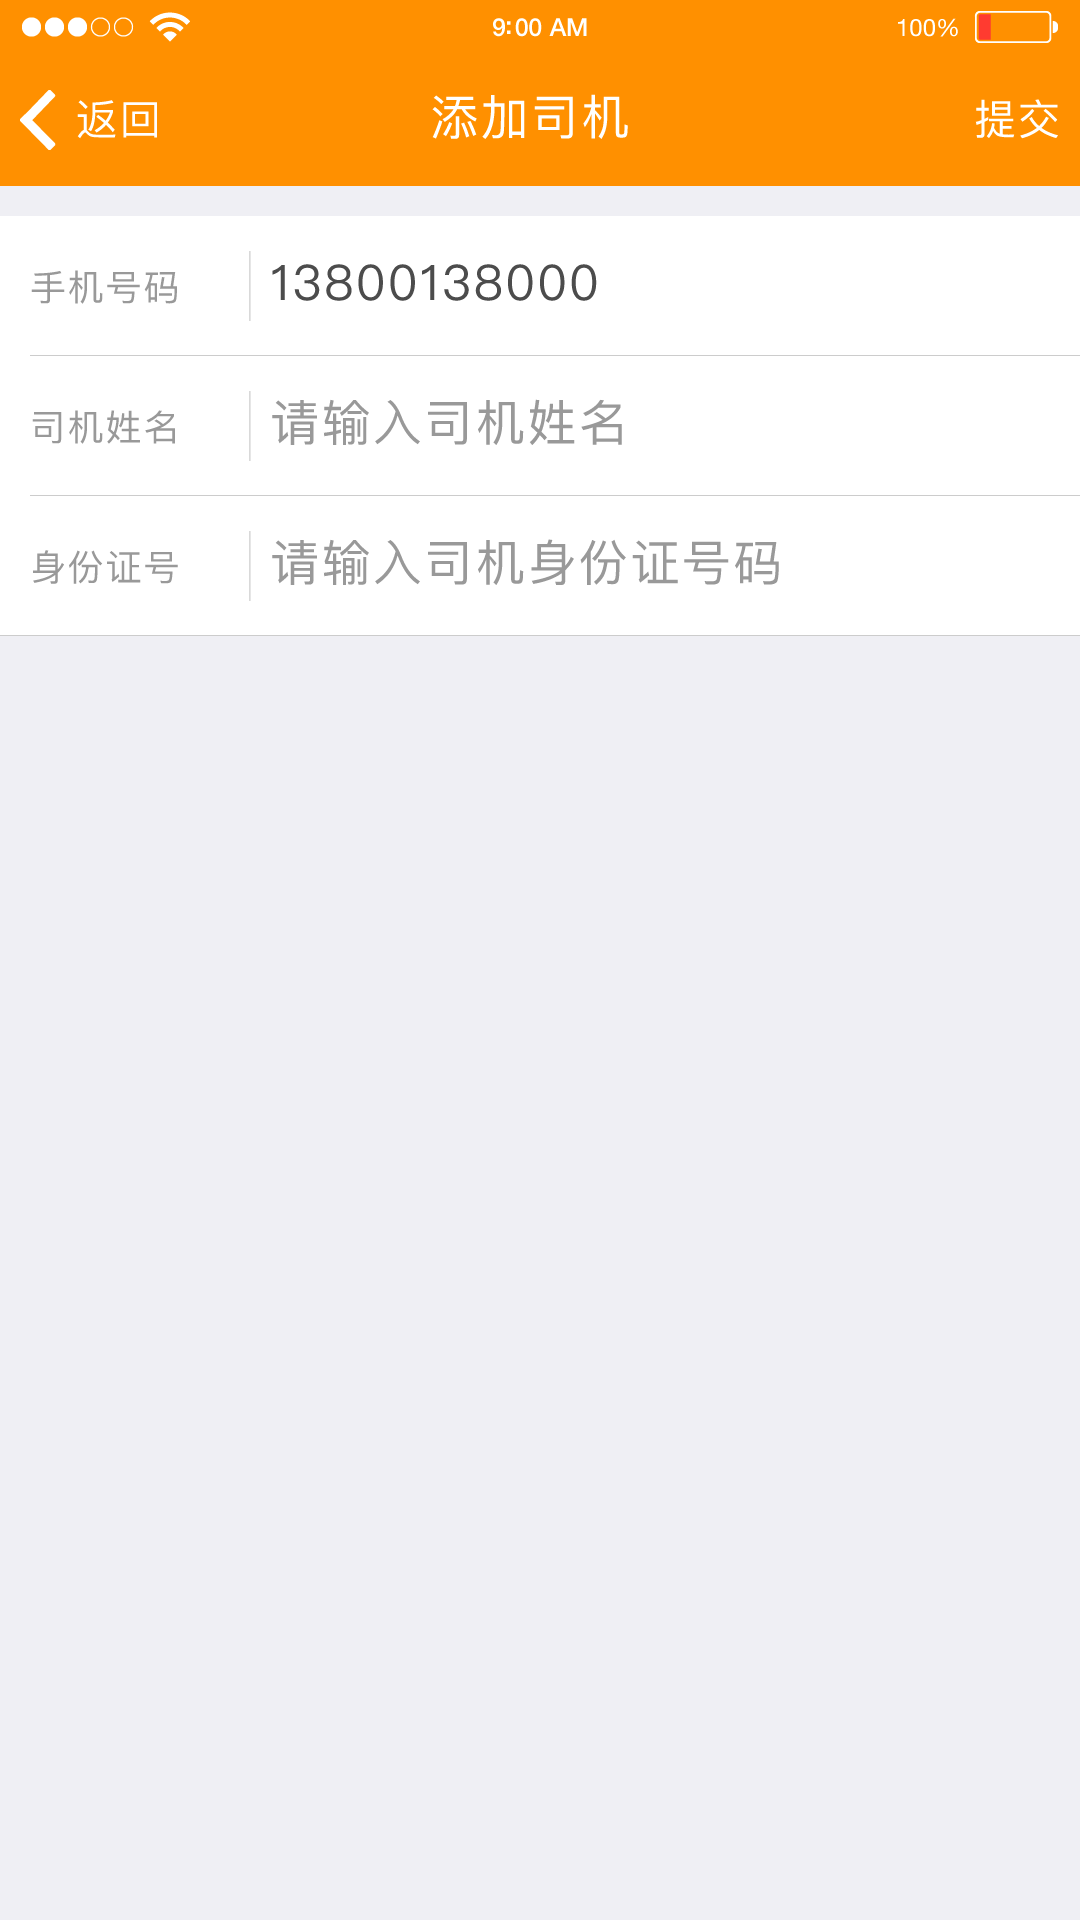 9:00 AM 100%
返回 添加司机 提交
手机号码 13800138000
司机姓名 请输入司机姓名
身份证号 请输入司机身份证号码